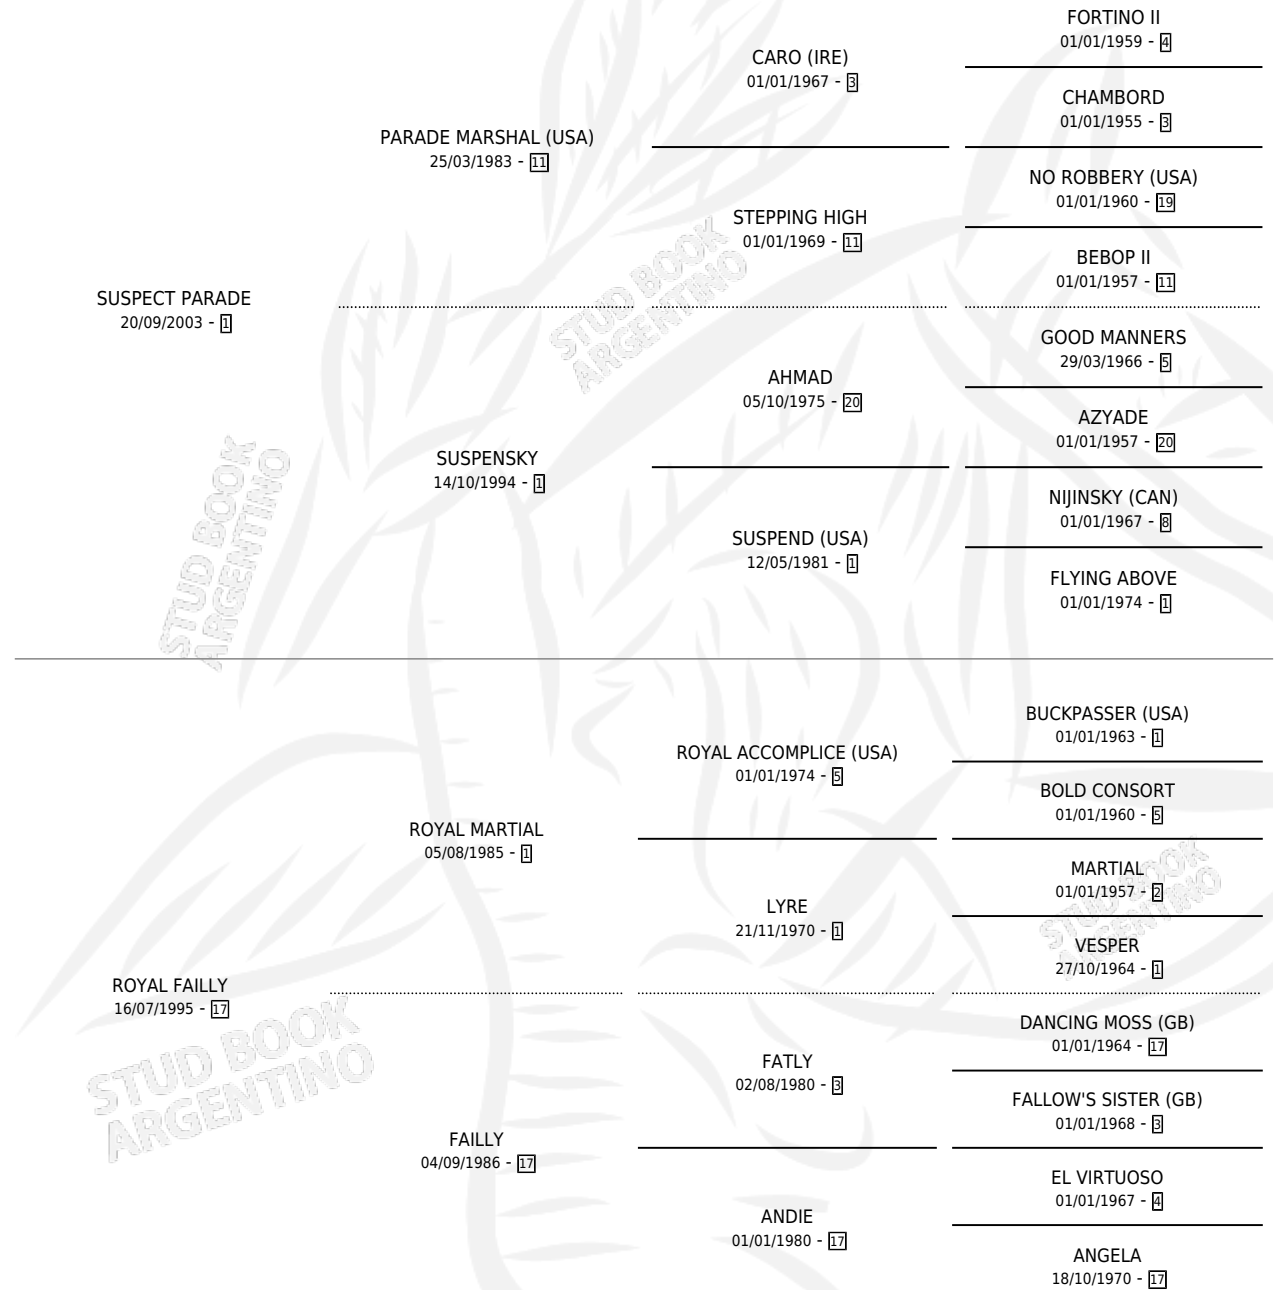 FORTINO II
01/01/1959 - 4
CARO (IRE)
01/01/1967 - 3
CHAMBORD
01/01/1955 - 3
PARADE MARSHAL (USA)
25/03/1983 - 11
NO ROBBERY (USA)
01/01/1960 - 19
STEPPING HIGH
01/01/1969 - 11
BEBOP II
01/01/1957 - 11
SUSPECT PARADE
20/09/2003 - 1
STUD BOOK
ARGENTINO
GOOD MANNERS
29/03/1966 - 5
AHMAD
05/10/1975 - 20
AZYADE
01/01/1957 - 20
SUSPENSKY
14/10/1994 - 1
NIJINSKY (CAN)
01/01/1967 - 8
SUSPEND (USA)
12/05/1981 - 1
FLYING ABOVE
01/01/1974 - 1
STUD BOOK
ARGENTINO
BUCKPASSER (USA)
01/01/1963 - 1
ROYAL ACCOMPLICE (USA)
01/01/1974 - 5
BOLD CONSORT
01/01/1960 - 5
ROYAL MARTIAL
05/08/1985 - 1
MARTIAL
01/01/1957 - 2
LYRE
21/11/1970 - 1
STUD BOOK
ARGENTINO
VESPER
27/10/1964 - 1
ROYAL FAILLY
16/07/1995 - 17
STUD BOOK
ARGENTINO
DANCING MOSS (GB)
01/01/1964 - 17
FATLY
02/08/1980 - 3
FALLOW'S SISTER (GB)
01/01/1968 - 3
FAILLY
04/09/1986 - 17
EL VIRTUOSO
01/01/1967 - 4
ANDIE
01/01/1980 - 17
ANGELA
18/10/1970 - 17